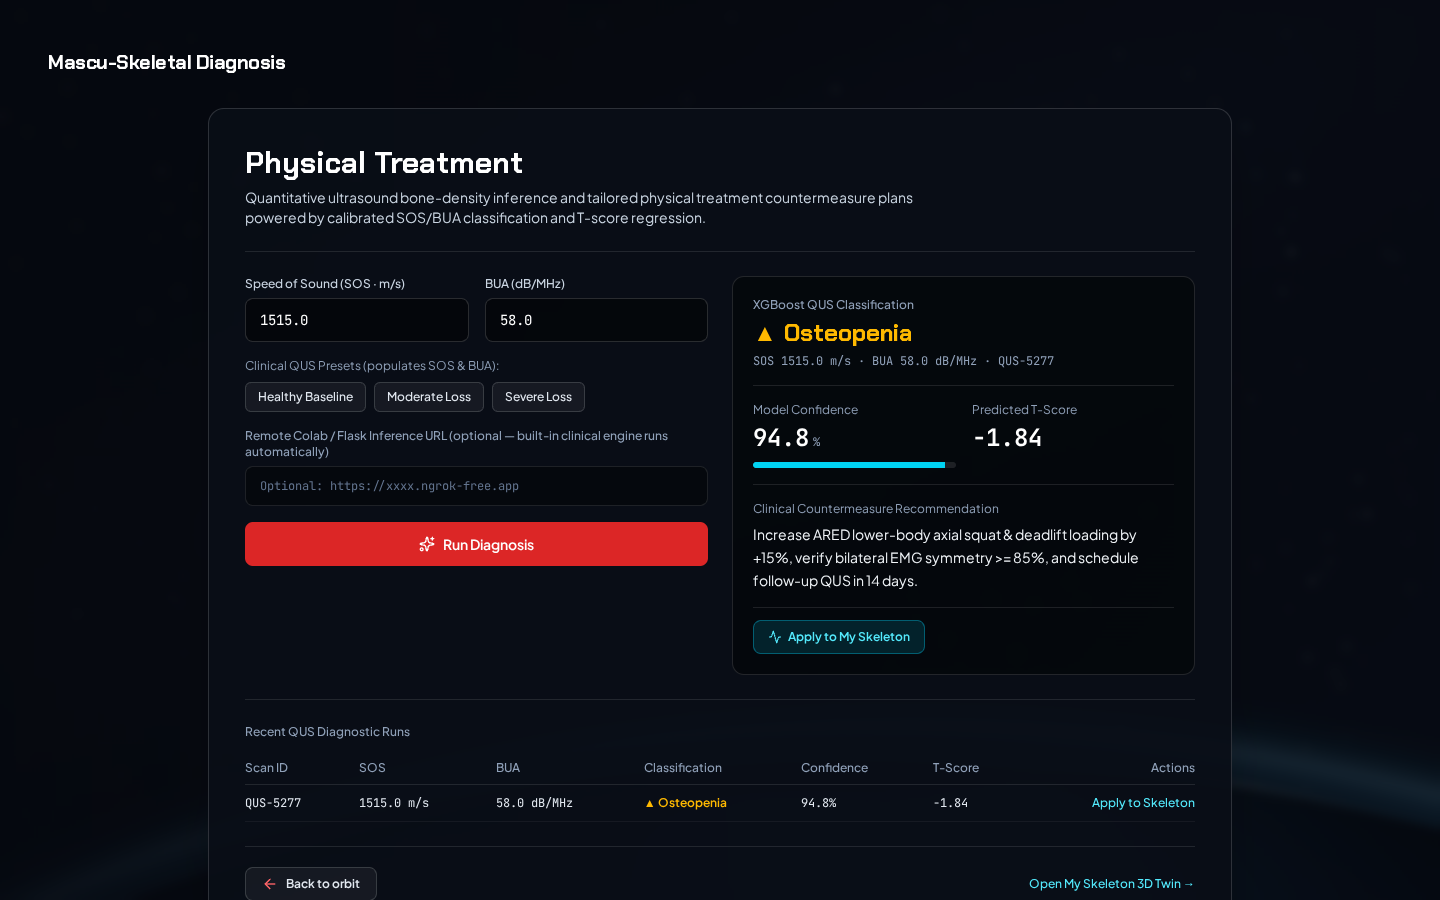 Mascu-Skeletal Diagnosis
Physical Treatment
Quantitative ultrasound bone-density inference and tailored physical treatment countermeasure plans
powered by calibrated SOS/BUA classification and T-score regression.
Speed of Sound (SOS · m/s)
BUA (dB/MHz)
1515.0
58.0
Clinical QUS Presets (populates SOS & BUA):
Healthy Baseline
Moderate Loss
Severe Loss
Remote Colab / Flask Inference URL (optional — built-in clinical engine runs
automatically)
Optional: https://xxxx.ngrok-free.app
Run Diagnosis
XGBoost QUS Classification
▲ Osteopenia
SOS 1515.0 m/s · BUA 58.0 dB/MHz · QUS-5277
Model Confidence
Predicted T-Score
94.8 %
-1.84
Clinical Countermeasure Recommendation
Increase ARED lower-body axial squat & deadlift loading by
+15%, verify bilateral EMG symmetry >= 85%, and schedule
follow-up QUS in 14 days.
Apply to My Skeleton
Recent QUS Diagnostic Runs
Scan ID SOS BUA Classification Confidence T-Score Actions
QUS-5277 1515.0 m/s 58.0 dB/MHz ▲ Osteopenia 94.8% -1.84 Apply to Skeleton
← Back to orbit
Open My Skeleton 3D Twin →